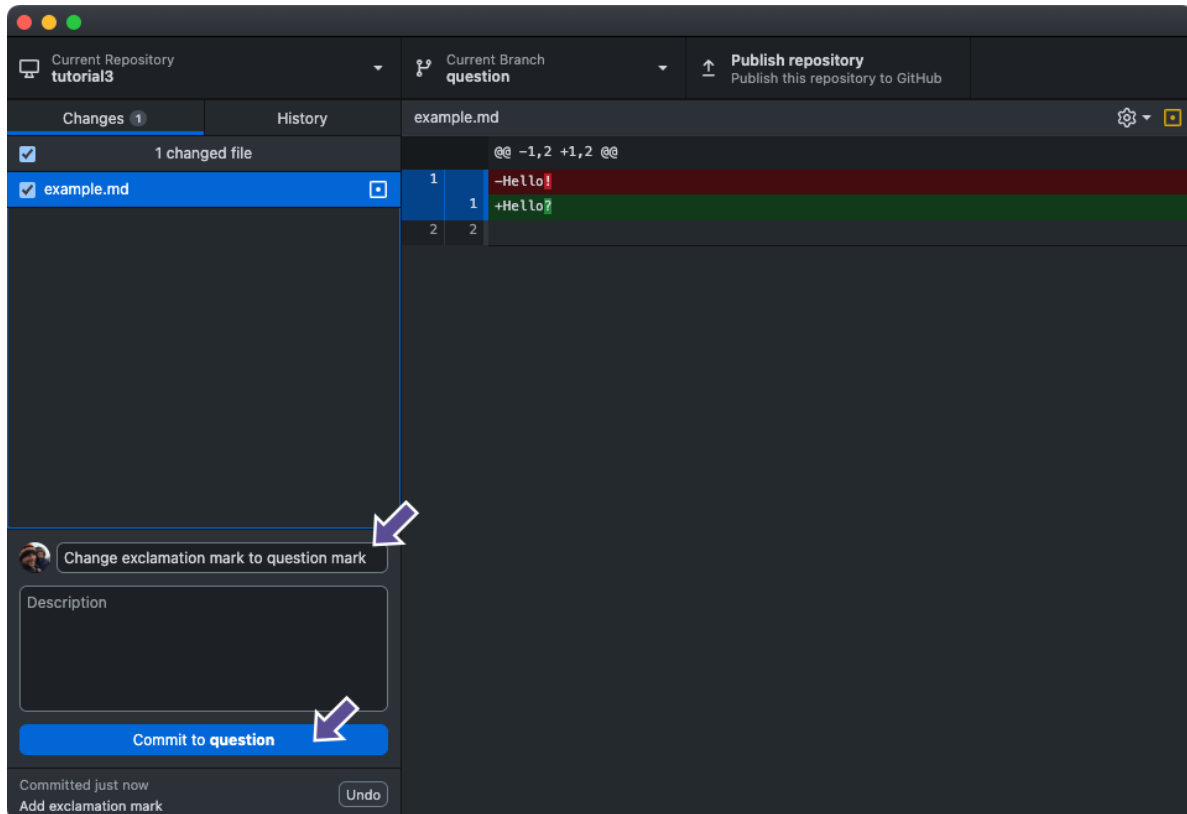 Current Repository
tutorial3
Current Branch
question
Publish repository
Publish this repository to GitHub
Changes 1
History
example.md
1 changed file
@@ -1,2 +1,2 @@
example.md
1 -Hello!
1 +Hello?
2 2
Change exclamation mark to question mark
Description
Commit to question
Committed just now
Add exclamation mark
Undo